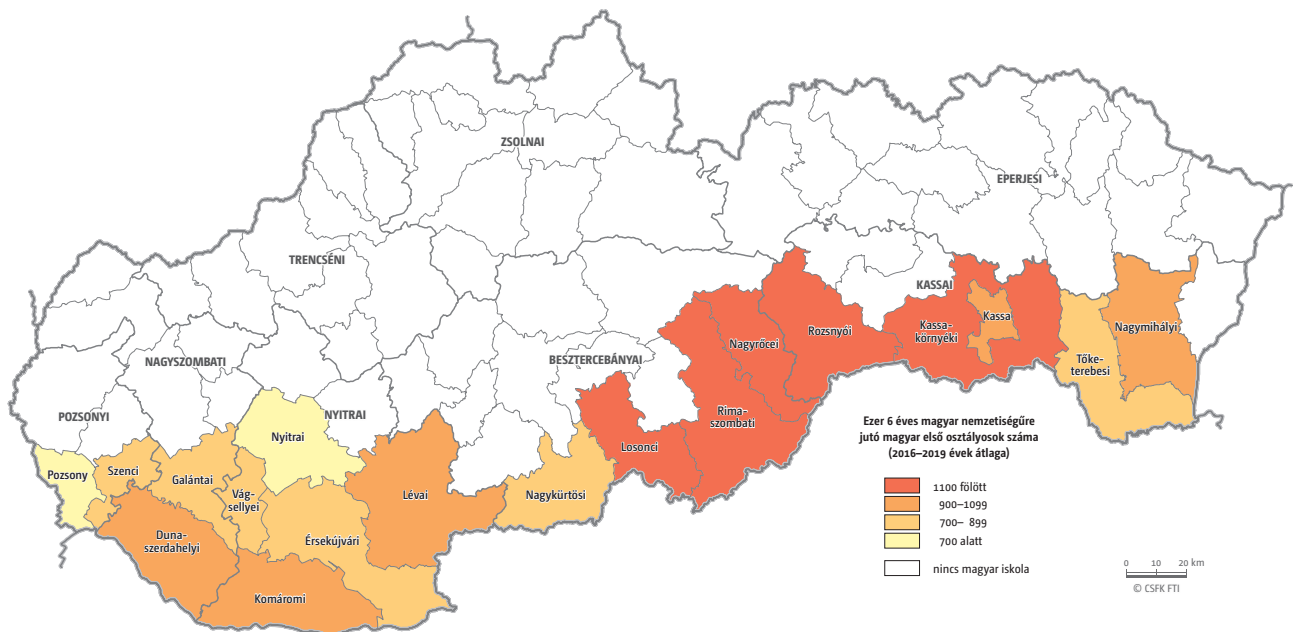 ZSOLNAI
EPERJESI
TRENCSÉNI
KASSAI
Kassa
Kassa-
környéki
Rozsnyói
Nagymihályi
Nagyrőcei
BESZTERCEBÁNYAI
NAGYSZOMBATI
Tőke-
terebesi
POZSONYI
NYITRAI
Rima-
szombati
Nyitrai
Losonci
Pozsony
Szenci
Galántai
Vág-
sellyei
Lévai
Nagykürtösi
Duna-
szerdahelyi
Érsekújvári
Komáromi
Ezer 6 éves magyar nemzetiségűre
jutó magyar első osztályosok száma
(2016–2019 évek átlaga)
1100 fölött
900–1099
700– 899
700 alatt
nincs magyar iskola
0 10 20 km
© CSFK FTI